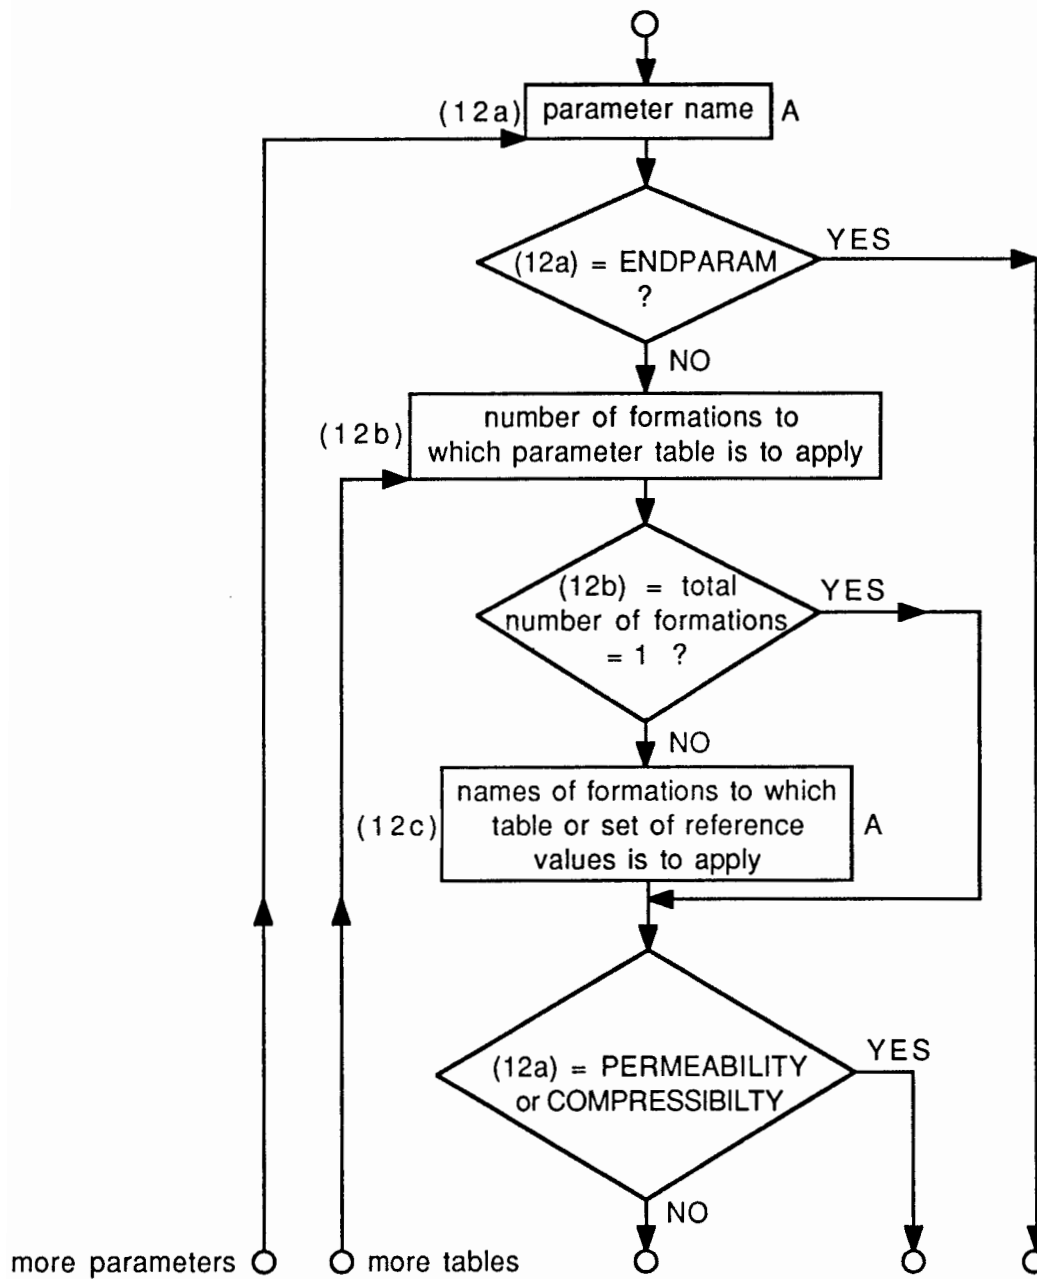 (12a) parameter name A
(12a) = ENDPARAM
?
YES
NO
(12b)
number of formations to
which parameter table is to apply
(12b) = total
number of formations
= 1 ?
YES
NO
(12c)
names of formations to which
table or set of reference
values is to apply
A
(12a) = PERMEABILITY
or COMPRESSIBILTY
YES
NO
more parameters
more tables